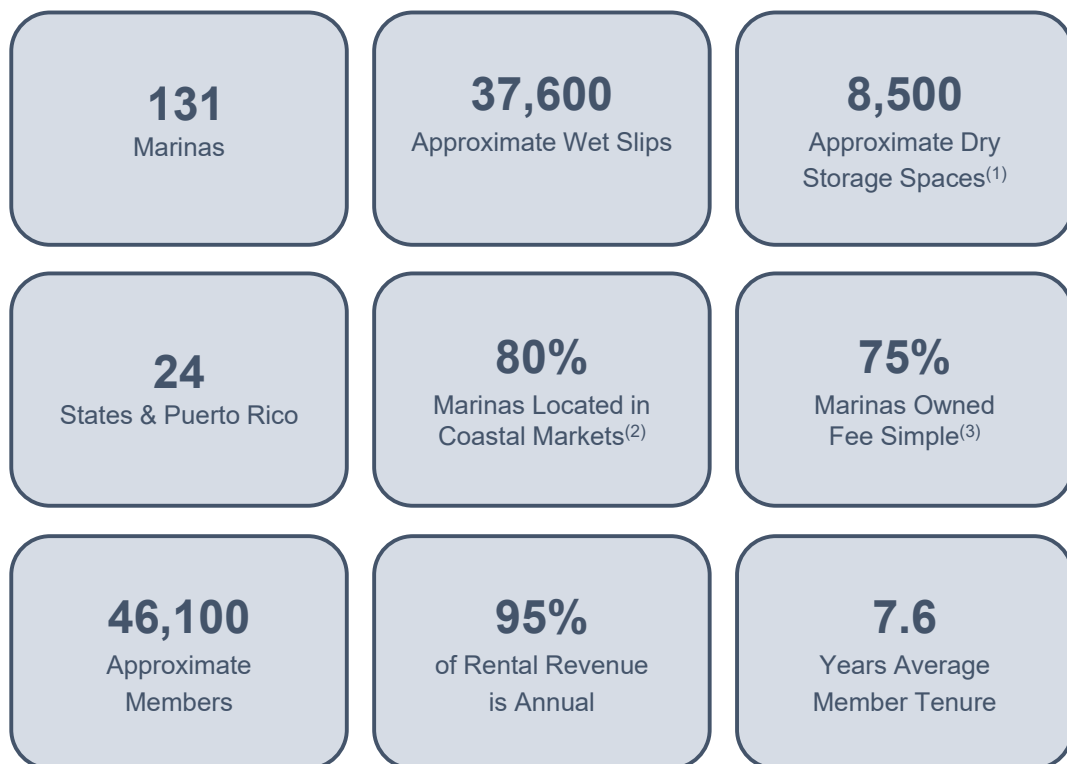 131
Marinas
37,600
Approximate Wet Slips
8,500
Approximate Dry
Storage Spaces(1)
24
States & Puerto Rico
80%
Marinas Located in
Coastal Markets(2)
75%
Marinas Owned
Fee Simple(3)
46,100
Approximate
Members
95%
of Rental Revenue
is Annual
7.6
Years Average
Member Tenure